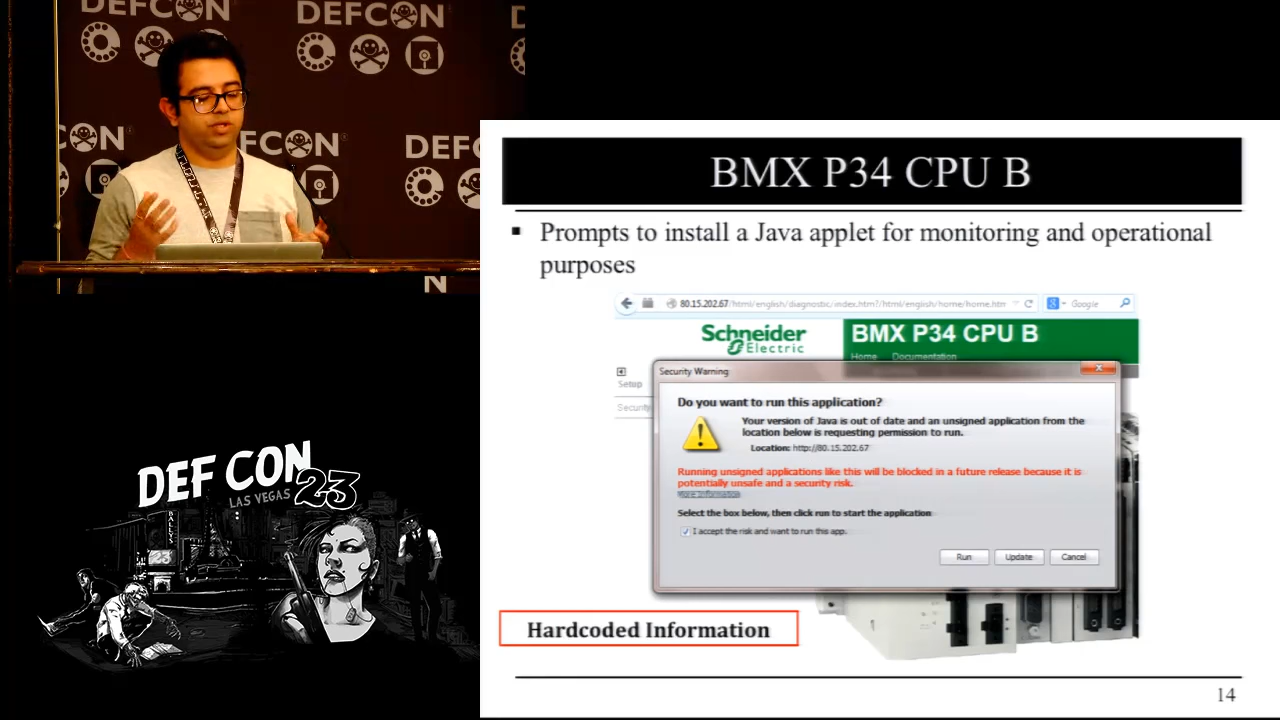 DEFCON
DEFCON
DEFCON
DEFCON
BMX P34 CPU B
Prompts to install a Java applet for monitoring and operational
purposes
80.15.202.67/html/english/diagnostic/index.htm?/html/english/home/home.htm
Google
Schneider
Electric
BMX P34 CPU B
Home Documentation
Setup
Security
Security Warning
Do you want to run this application?
Your version of Java is out of date and an unsigned application from the
location below is requesting permission to run.
Location: http://80.15.202.67
Running unsigned applications like this will be blocked in a future release because it is
potentially unsafe and a security risk.
More Information
Select the box below, then click run to start the application
I accept the risk and want to run this app.
Run Update Cancel
Hardcoded Information
14
DEF CON
LAS VEGAS 23
BALLYS
23